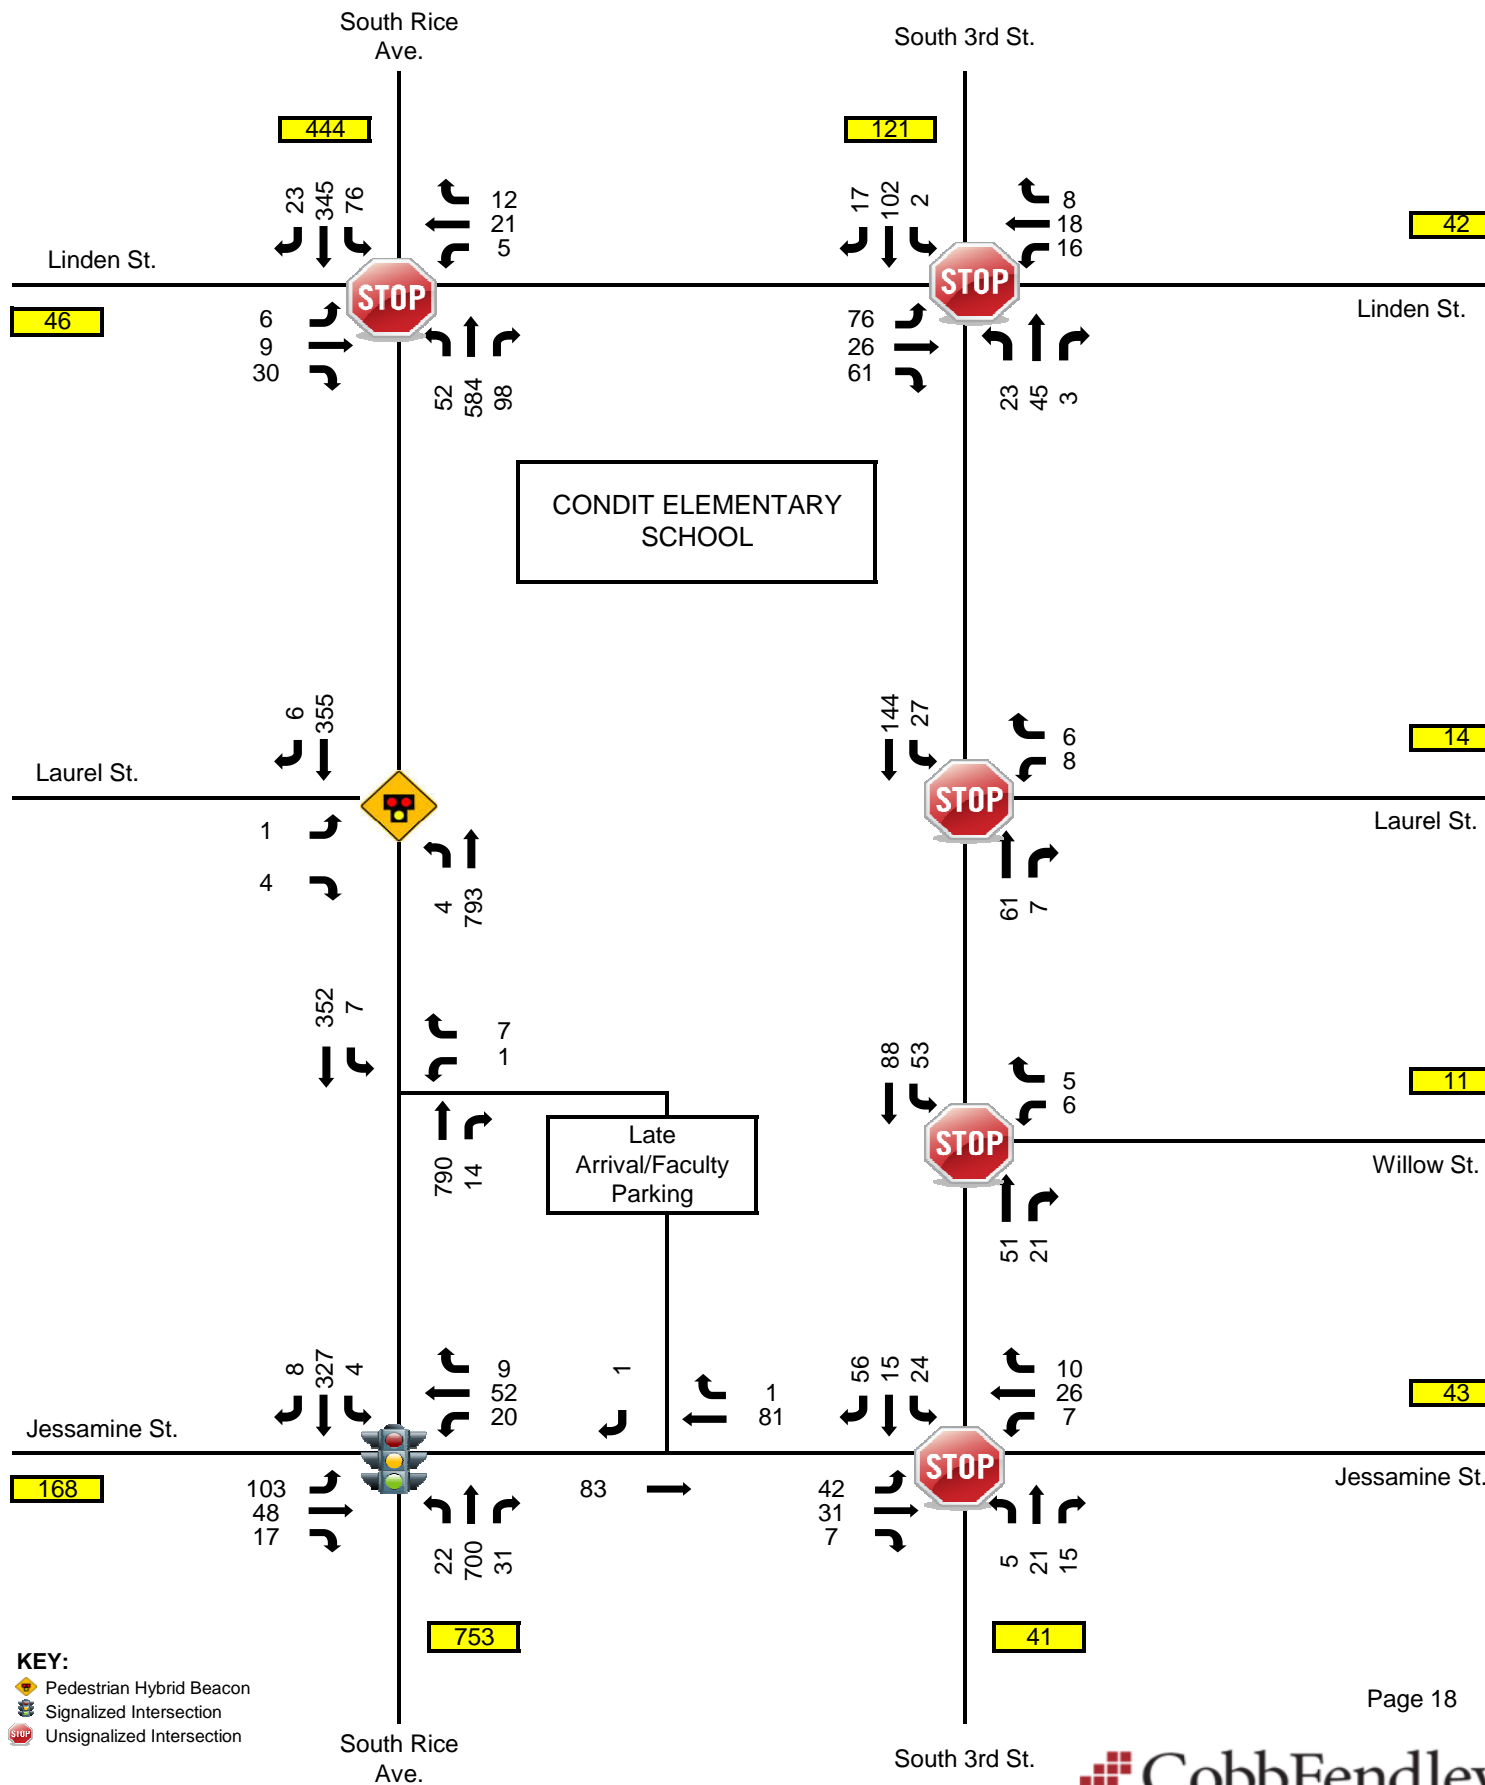 South Rice
Ave.
South 3rd St.
444
121
23
345
76
12
21
5
17
102
2
8
18
16
42
Linden St.
STOP
STOP
Linden St.
46
6
9
30
52
584
98
76
26
61
23
45
3
CONDIT ELEMENTARY
SCHOOL
6
355
144
27
6
8
14
Laurel St.
STOP
Laurel St.
1
4
4
793
61
7
352
7
7
1
88
53
5
6
11
STOP
Willow St.
790
14
Late
Arrival/Faculty
Parking
51
21
8
327
4
9
52
20
1
1
81
56
15
24
10
26
7
43
Jessamine St.
STOP
Jessamine St.
168
103
48
17
22
700
31
83
42
31
7
5
21
15
753
41
KEY:
Pedestrian Hybrid Beacon
Signalized Intersection
STOP
Unsignalized Intersection
Page 18
South Rice
Ave.
South 3rd St.
CobbFendley